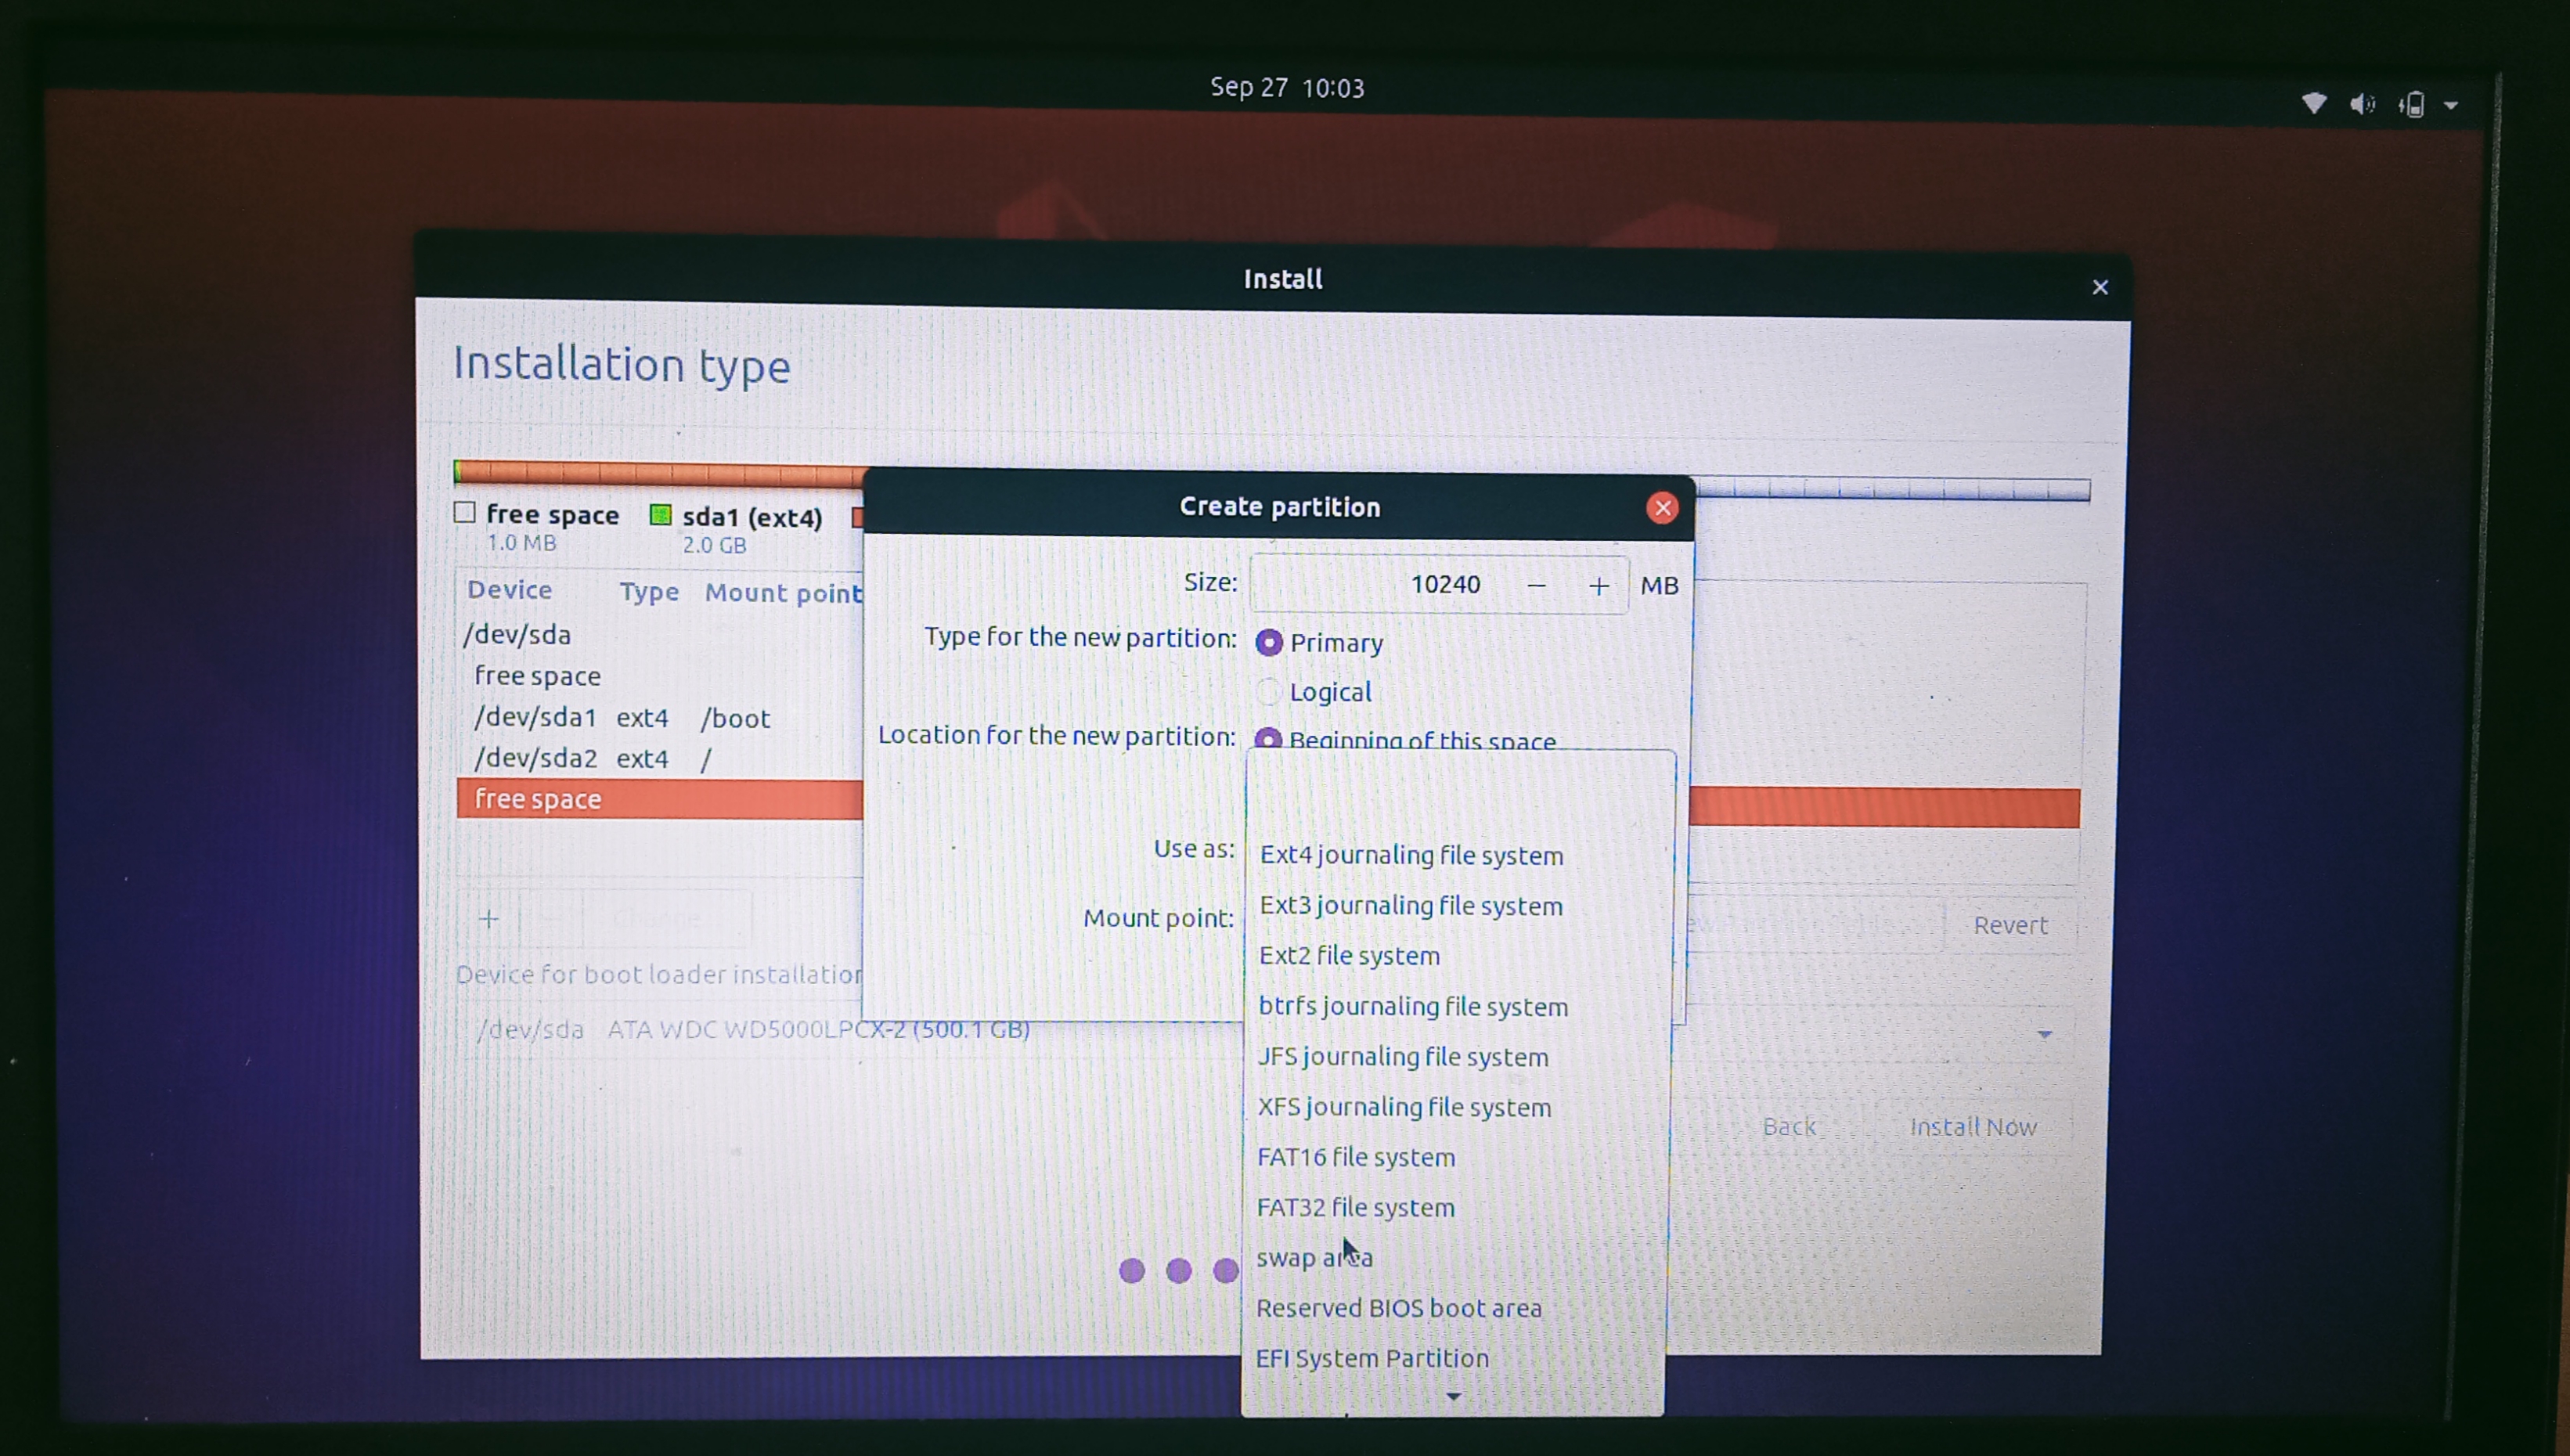 Sep 27 10:03
Install
Installation type
free space
1.0 MB
sda1 (ext4)
2.0 GB
Device Type Mount point
/dev/sda
free space
/dev/sda1 ext4 /boot
/dev/sda2 ext4 /
free space
+
Revert
Device for boot loader installation
/dev/sda ATA WDC WD5000LPCX-2 (500.1 GB)
Back
Install Now
Create partition
Size: 10240 − + MB
Type for the new partition: Primary
Logical
Location for the new partition: Beginning of this space
Use as:
Mount point:
Ext4 journaling file system
Ext3 journaling file system
Ext2 file system
btrfs journaling file system
JFS journaling file system
XFS journaling file system
FAT16 file system
FAT32 file system
swap area
Reserved BIOS boot area
EFI System Partition